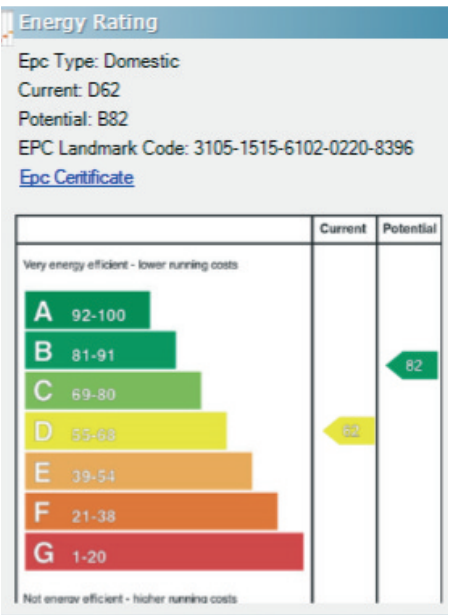 Energy Rating
Epc Type: Domestic
Current: D62
Potential: B82
EPC Landmark Code: 3105-1515-6102-0220-8396
Epc Ceritificate
Current Potential
Very energy efficient - lower running costs
A 92-100
B 81-91
82
C 69-80
D 55-68
62
E 39-54
F 21-38
G 1-20
Not energy efficient - higher running costs